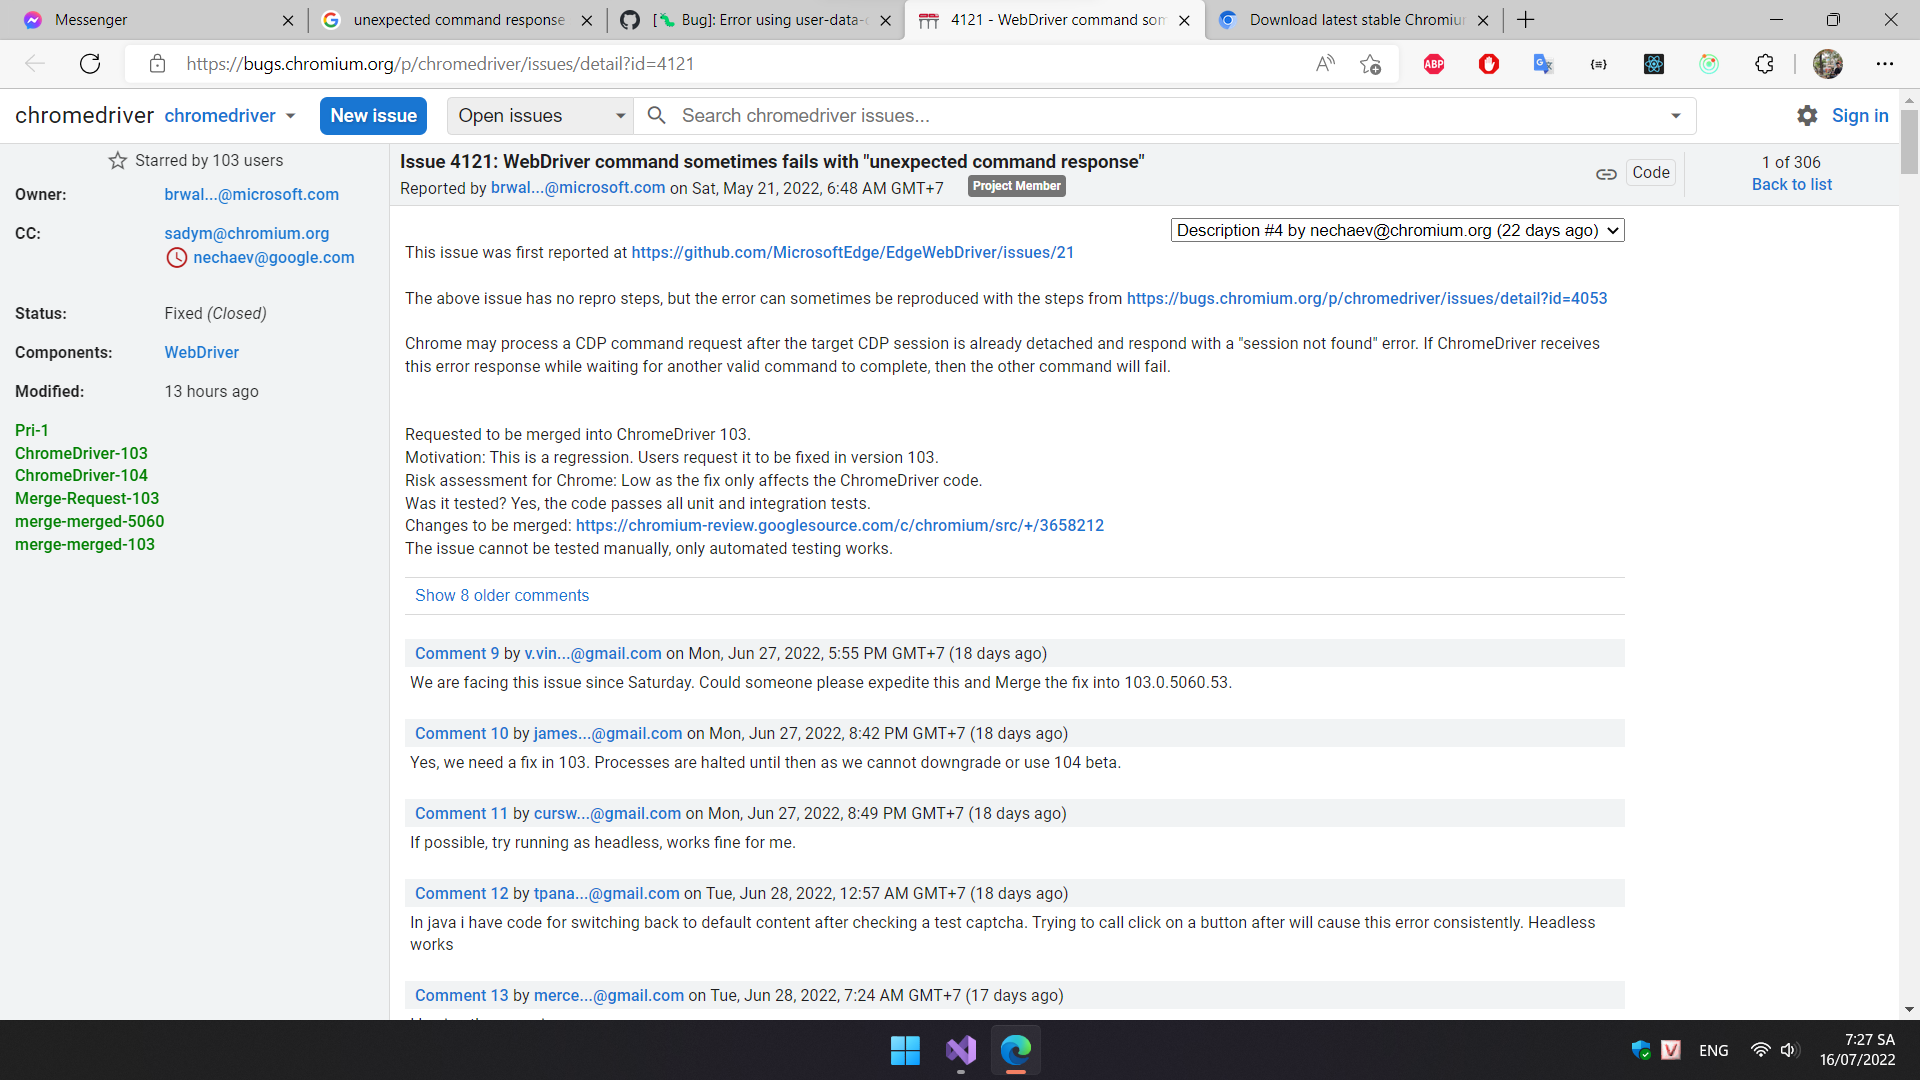 Messenger
unexpected command response
[🐛 Bug]: Error using user-data-
4121 - WebDriver command som
Download latest stable Chromiu
https://bugs.chromium.org/p/chromedriver/issues/detail?id=4121
ABP
chromedriver chromedriver New issue Open issues Search chromedriver issues... Sign in
Starred by 103 users
Owner: brwal...@microsoft.com
CC: sadym@chromium.org
nechaev@google.com
Status: Fixed (Closed)
Components: WebDriver
Modified: 13 hours ago
Pri-1
ChromeDriver-103
ChromeDriver-104
Merge-Request-103
merge-merged-5060
merge-merged-103
Issue 4121: WebDriver command sometimes fails with "unexpected command response"
Reported by brwal...@microsoft.com on Sat, May 21, 2022, 6:48 AM GMT+7 Project Member
Code
1 of 306
Back to list
Description #4 by nechaev@chromium.org (22 days ago)
This issue was first reported at https://github.com/MicrosoftEdge/EdgeWebDriver/issues/21
The above issue has no repro steps, but the error can sometimes be reproduced with the steps from https://bugs.chromium.org/p/chromedriver/issues/detail?id=4053
Chrome may process a CDP command request after the target CDP session is already detached and respond with a "session not found" error. If ChromeDriver receives
this error response while waiting for another valid command to complete, then the other command will fail.
Requested to be merged into ChromeDriver 103.
Motivation: This is a regression. Users request it to be fixed in version 103.
Risk assessment for Chrome: Low as the fix only affects the ChromeDriver code.
Was it tested? Yes, the code passes all unit and integration tests.
Changes to be merged: https://chromium-review.googlesource.com/c/chromium/src/+/3658212
The issue cannot be tested manually, only automated testing works.
Show 8 older comments
Comment 9 by v.vin...@gmail.com on Mon, Jun 27, 2022, 5:55 PM GMT+7 (18 days ago)
We are facing this issue since Saturday. Could someone please expedite this and Merge the fix into 103.0.5060.53.
Comment 10 by james...@gmail.com on Mon, Jun 27, 2022, 8:42 PM GMT+7 (18 days ago)
Yes, we need a fix in 103. Processes are halted until then as we cannot downgrade or use 104 beta.
Comment 11 by cursw...@gmail.com on Mon, Jun 27, 2022, 8:49 PM GMT+7 (18 days ago)
If possible, try running as headless, works fine for me.
Comment 12 by tpana...@gmail.com on Tue, Jun 28, 2022, 12:57 AM GMT+7 (18 days ago)
In java i have code for switching back to default content after checking a test captcha. Trying to call click on a button after will cause this error consistently. Headless
works
Comment 13 by merce...@gmail.com on Tue, Jun 28, 2022, 7:24 AM GMT+7 (17 days ago)
ENG
7:27 SA
16/07/2022